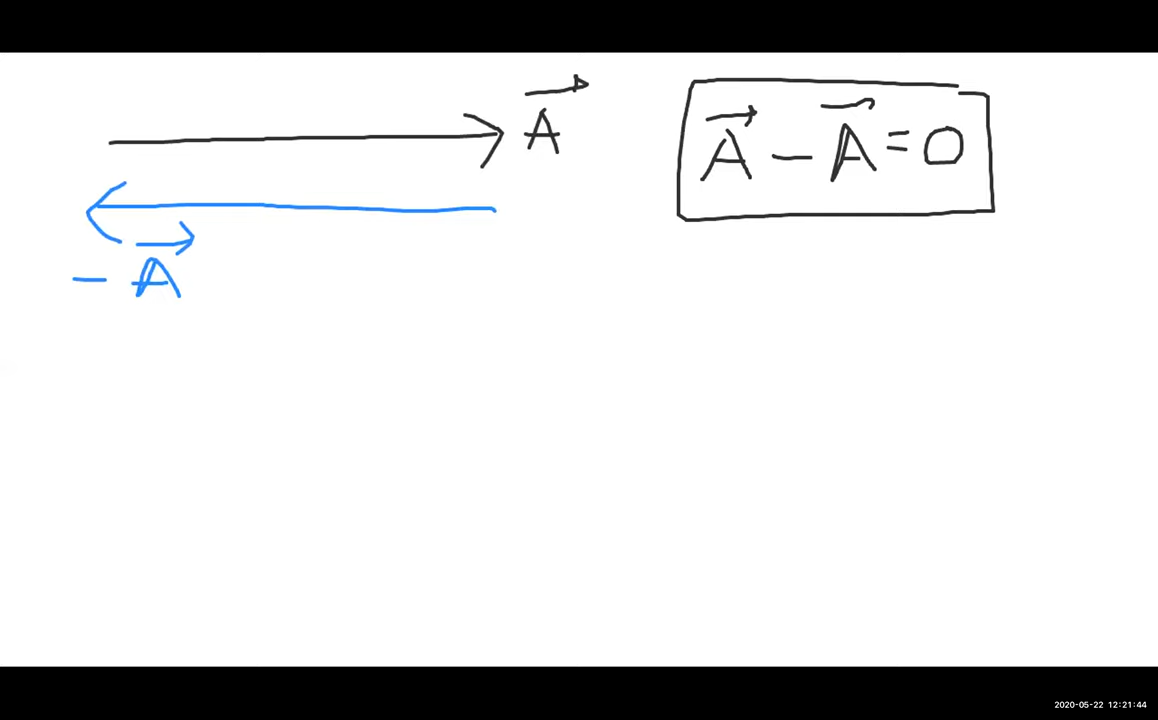 A⃗
A⃗ - A⃗ = 0
- A⃗
2020-05-22 12:21:44